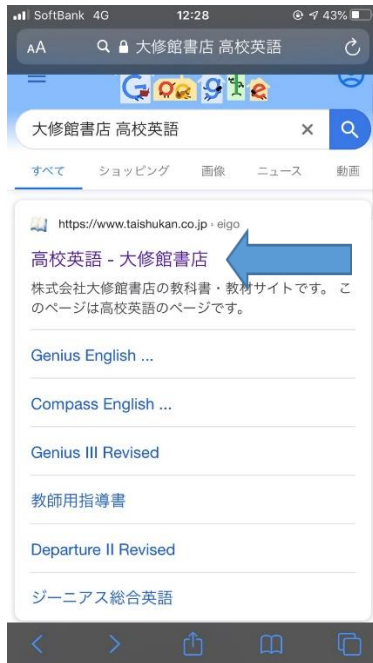 SoftBank 4G 12:28 43%
AA 大修館書店 高校英語
Google
大修館書店 高校英語
すべて ショッピング 画像 ニュース 動画
https://www.taishukan.co.jp › eigo
高校英語 - 大修館書店
株式会社大修館書店の教科書・教材サイトです。 こ
のページは高校英語のページです。
Genius English ...
Compass English ...
Genius III Revised
教師用指導書
Departure II Revised
ジーニアス総合英語